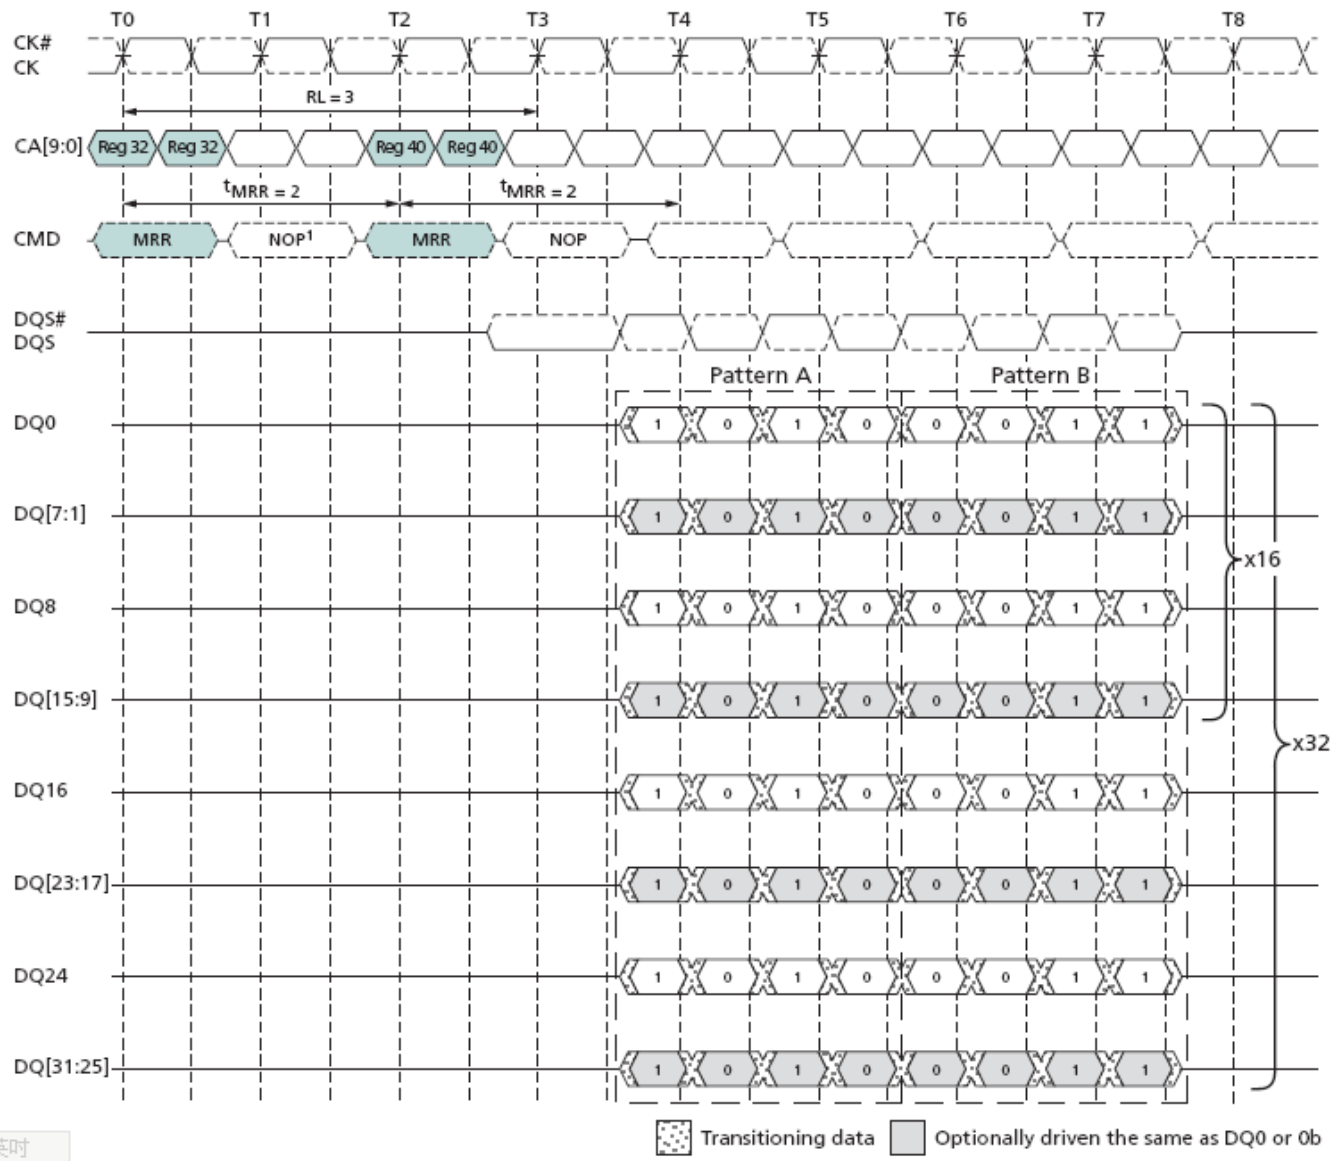 T0 T1 T2 T3 T4 T5 T6 T7 T8
CK#
CK
RL = 3
CA[9:0] Reg 32 Reg 32 Reg 40 Reg 40
tMRR = 2 tMRR = 2
CMD MRR NOP1 MRR NOP
DQS#
DQS
Pattern A Pattern B
DQ0 1 0 1 0 0 0 1 1
DQ[7:1] 1 0 1 0 0 0 1 1
x16
DQ8 1 0 1 0 0 0 1 1
DQ[15:9] 1 0 1 0 0 0 1 1
x32
DQ16 1 0 1 0 0 0 1 1
DQ[23:17] 1 0 1 0 0 0 1 1
DQ24 1 0 1 0 0 0 1 1
DQ[31:25] 1 0 1 0 0 0 1 1
Transitioning data Optionally driven the same as DQ0 or 0b
英吋